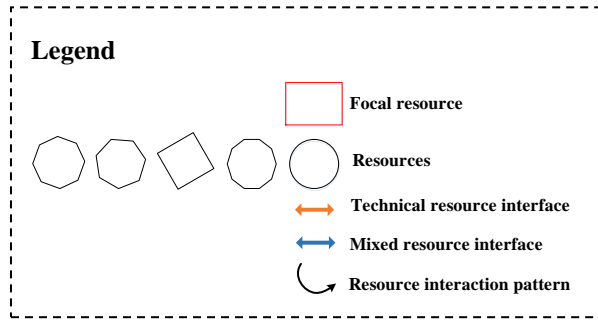 Legend
Focal resource
Resources
Technical resource interface
Mixed resource interface
Resource interaction pattern